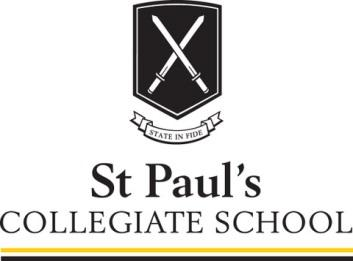 STATE IN FIDE
St Paul's
COLLEGIATE SCHOOL